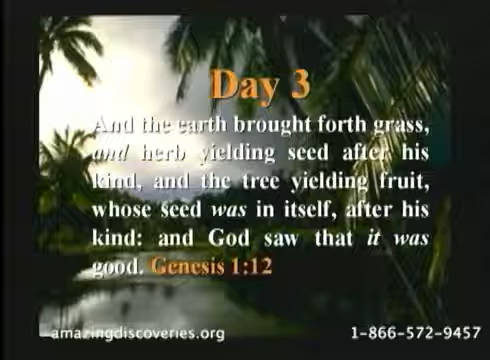 Day 3
And the earth brought forth grass,
and herb yielding seed after his
kind, and the tree yielding fruit,
whose seed was in itself, after his
kind: and God saw that it was
good. Genesis 1:12
amazingdiscoveries.org 1-866-572-9457